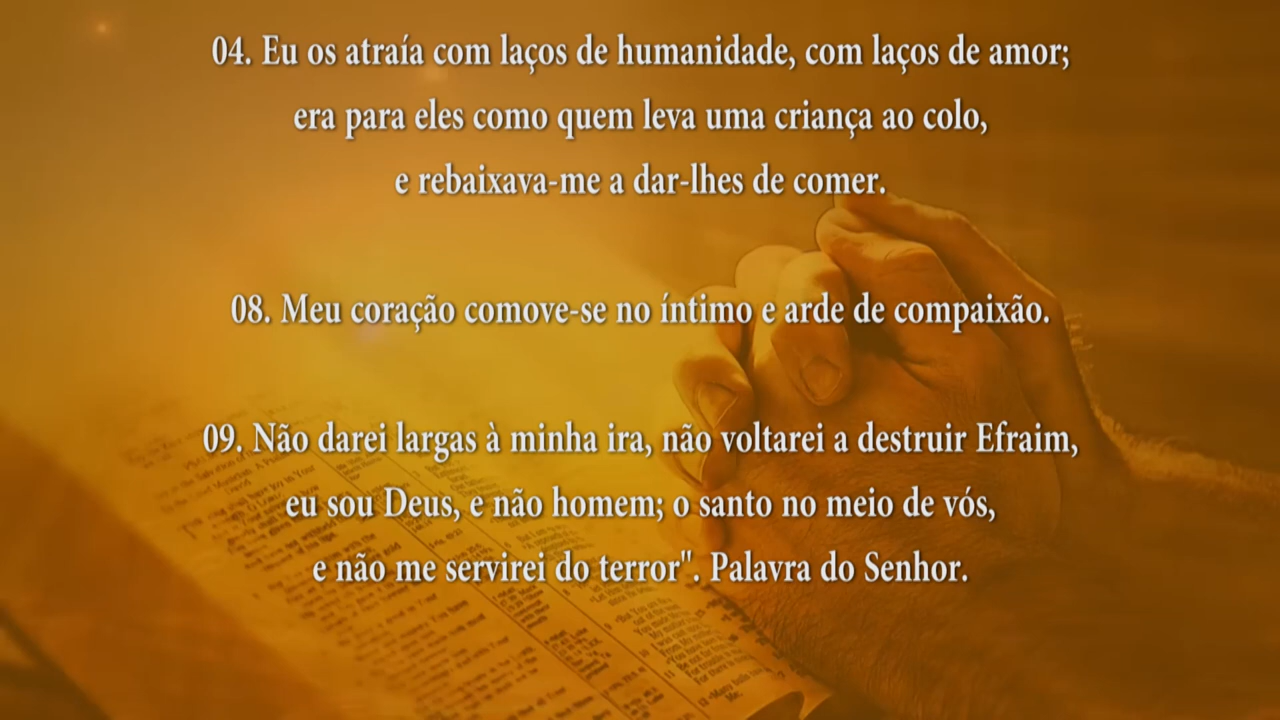 04. Eu os atraía com laços de humanidade, com laços de amor;
era para eles como quem leva uma criança ao colo,
e rebaixava-me a dar-lhes de comer.
08. Meu coração comove-se no íntimo e arde de compaixão.
09. Não darei largas à minha ira, não voltarei a destruir Efraim,
eu sou Deus, e não homem; o santo no meio de vós,
e não me servirei do terror". Palavra do Senhor.